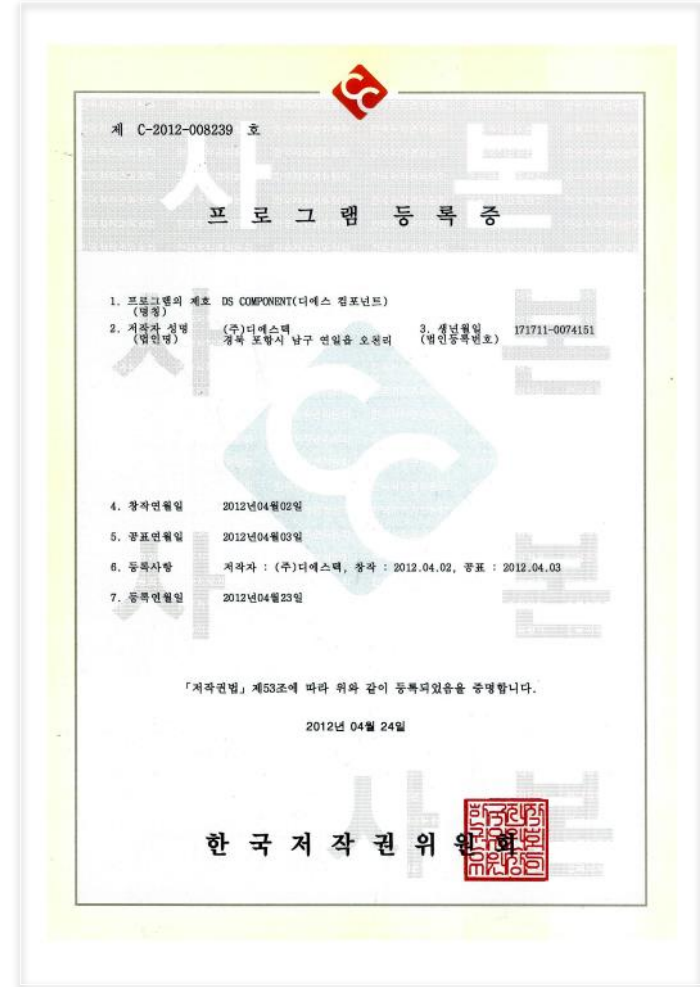 제 C-2012-008239 호
사 본
프로그램 등록증
1. 프로그램의 제호 DS COMPONENT(디에스 컴포넌트)
(명칭)
2. 저작자 성명 (주)디에스텍 3. 생년월일 171711-0074151
(법인명) 경북 포항시 남구 연일읍 오천리 (법인등록번호)
사 본
4. 창작연월일 2012년04월02일
5. 공표연월일 2012년04월03일
6. 등록사항 저작자 : (주)디에스텍, 창작 : 2012.04.02, 공표 : 2012.04.03
7. 등록연월일 2012년04월23일
사 본
「저작권법」제53조에 따라 위와 같이 등록되었음을 증명합니다.
2012년 04월 24일
사 본
한국저작권위원회